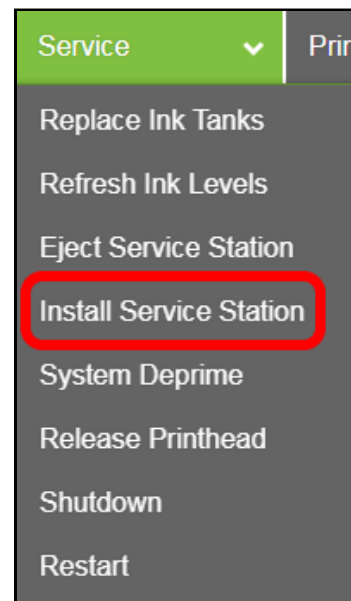 Service Prin
Replace Ink Tanks
Refresh Ink Levels
Eject Service Station
Install Service Station
System Deprime
Release Printhead
Shutdown
Restart